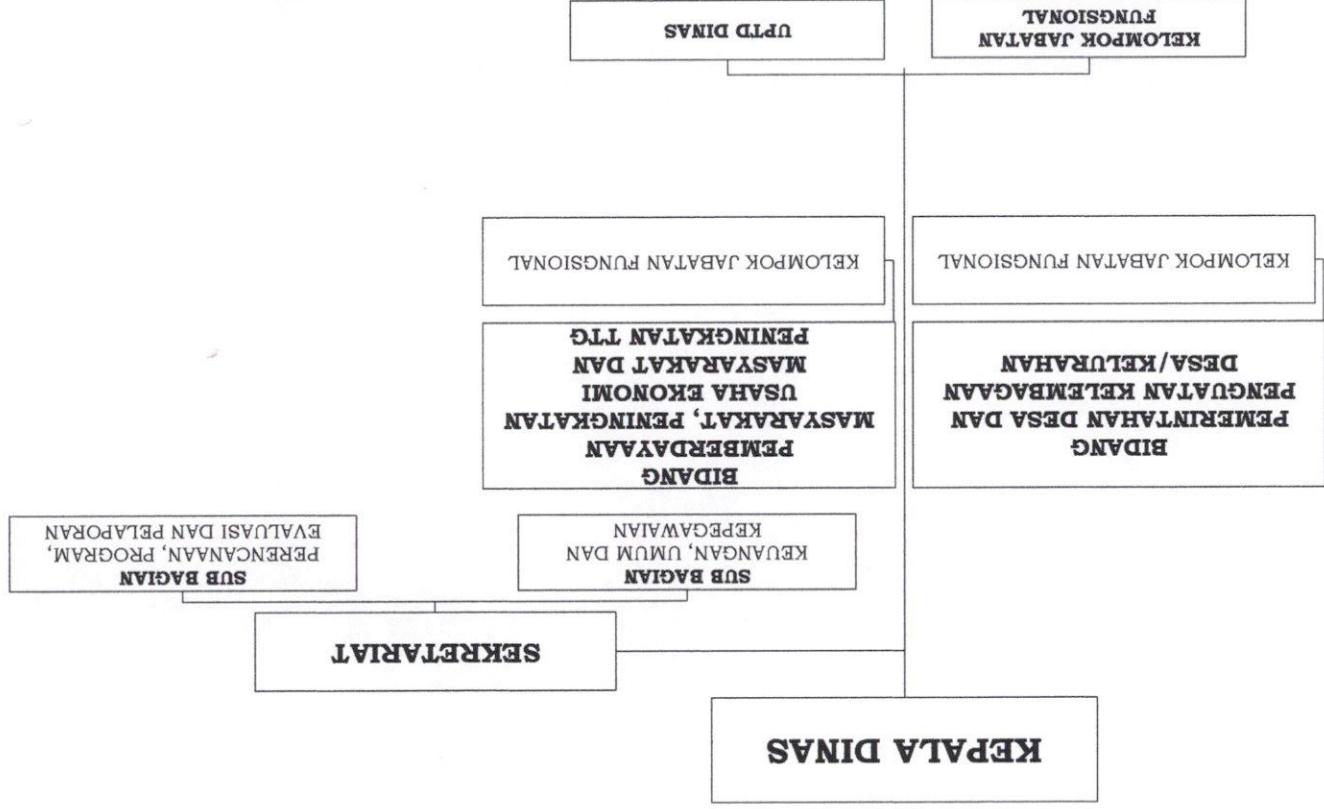 KEPALA DINAS
SEKRETARIAT
SUB BAGIAN
KEUANGAN, UMUM DAN
KEPEGAWAIAN
SUB BAGIAN
PERENCANAAN, PROGRAM,
EVALUASI DAN PELAPORAN
BIDANG
PEMERINTAHAN DESA DAN
PENGUATAN KELEMBAGAAN
DESA/KELURAHAN
BIDANG
PEMBERDAYAAN
MASYARAKAT, PENINGKATAN
USAHA EKONOMI
MASYARAKAT DAN
PENINGKATAN TTG
KELOMPOK JABATAN FUNGSIONAL
KELOMPOK JABATAN FUNGSIONAL
KELOMPOK JABATAN
FUNGSIONAL
UPTD DINAS